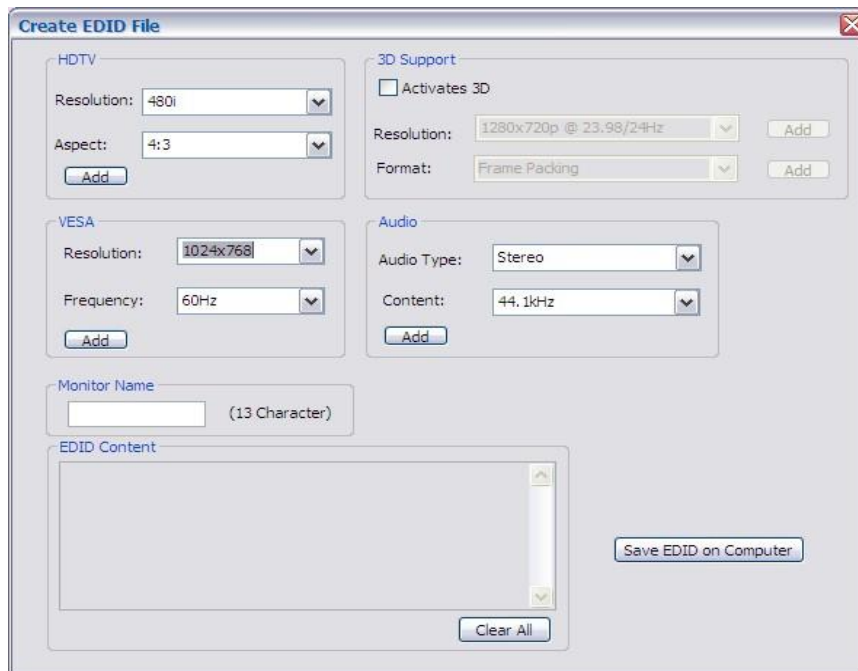 Create EDID File
HDTV
Resolution: 480i
Aspect: 4:3
Add
3D Support
Activates 3D
Resolution: 1280x720p @ 23.98/24Hz Add
Format: Frame Packing Add
VESA
Resolution: 1024x768
Frequency: 60Hz
Add
Audio
Audio Type: Stereo
Content: 44.1kHz
Add
Monitor Name
(13 Character)
EDID Content
Save EDID on Computer
Clear All